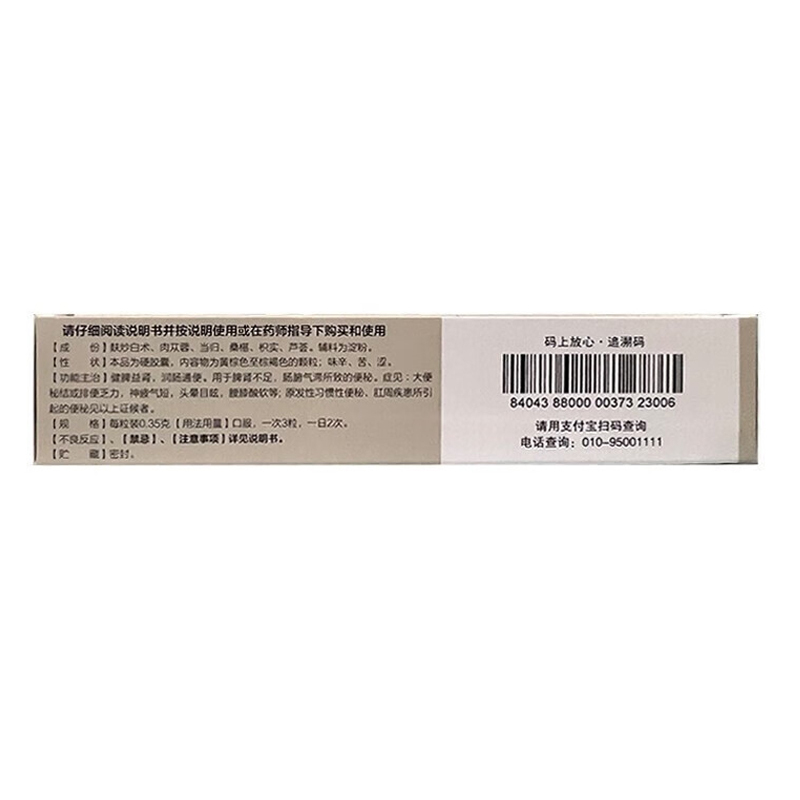 请仔细阅读说明书并按说明使用或在药师指导下购买和使用
【成 份】麸炒白术、肉苁蓉、当归、桑椹、枳实、芦荟。辅料为淀粉。
【性 状】本品为硬胶囊，内容物为黄棕色至棕褐色的颗粒；味辛、苦、涩。
【功能主治】健脾益肾，润肠通便。用于脾肾不足，肠腑气滞所致的便秘。症见：大便
秘结或排便乏力，神疲气短，头晕目眩，腰膝酸软等；原发性习惯性便秘、肛周疾患所引
起的便秘见以上证候者。
【规 格】每粒装0.35克【用法用量】口服，一次3粒，一日2次。
【不良反应】、【禁忌】、【注意事项】详见说明书。
【贮 藏】密封。
码上放心·追溯码
84043 88000 00373 23006
请用支付宝扫码查询
电话查询：010-95001111